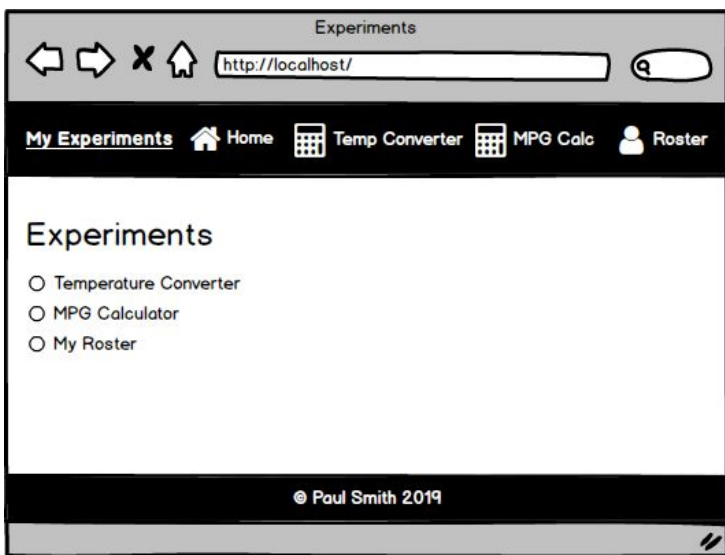 Experiments
http://localhost/
My Experiments Home Temp Converter MPG Calc Roster
Experiments
Temperature Converter
MPG Calculator
My Roster
© Paul Smith 2019